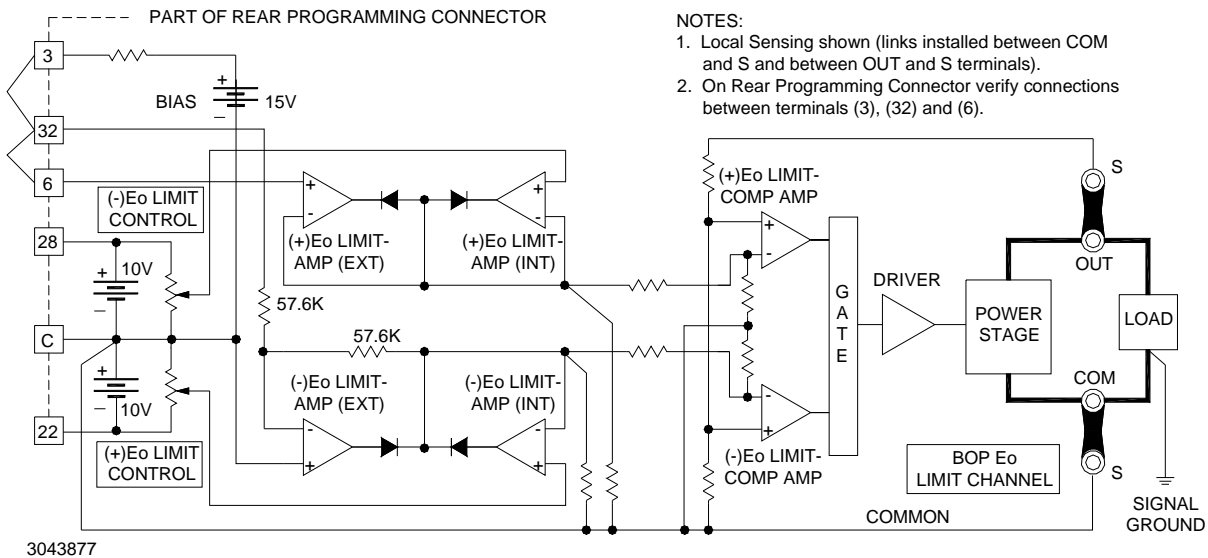 PART OF REAR PROGRAMMING CONNECTOR
NOTES:
1. Local Sensing shown (links installed between COM
and S and between OUT and S terminals).
2. On Rear Programming Connector verify connections
between terminals (3), (32) and (6).
3
+
BIAS
15V
–
32
6
(-)Eo LIMIT
CONTROL
28
+
10V
–
C
+
–
10V
22
(+)Eo LIMIT
CONTROL
+
-
(+)Eo LIMIT-
AMP (EXT)
+
-
(+)Eo LIMIT-
AMP (INT)
57.6K
57.6K
(-)Eo LIMIT-
AMP (EXT)
-
+
(-)Eo LIMIT-
AMP (INT)
-
+
(+)Eo LIMIT-
COMP AMP
+
-
-
+
(-)Eo LIMIT-
COMP AMP
G
A
T
E
DRIVER
POWER
STAGE
S
OUT
LOAD
COM
S
BOP Eo
LIMIT CHANNEL
SIGNAL
GROUND
COMMON
3043877